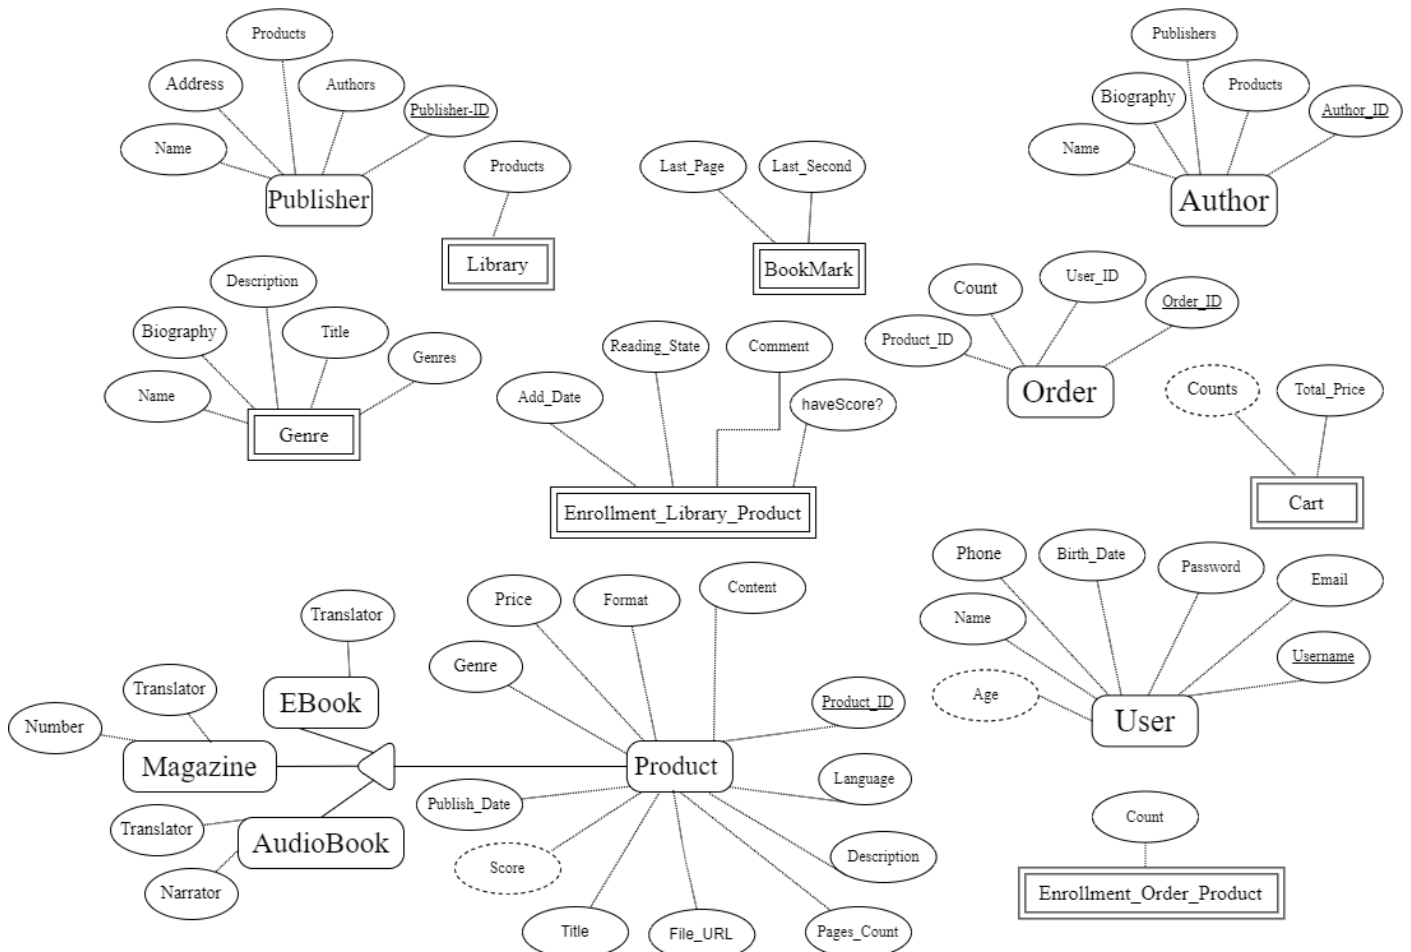 Products
Address
Authors
Publisher-ID
Name
Publisher
Products
Library
Last_Page
Last_Second
BookMark
Publishers
Biography
Products
Author_ID
Name
Author
Description
Biography
Title
Genres
Name
Genre
Reading_State
Comment
Add_Date
haveScore?
Enrollment_Library_Product
Count
User_ID
Order_ID
Product_ID
Order
Counts
Total_Price
Cart
Phone
Birth_Date
Password
Email
Name
Username
Age
User
Translator
EBook
Translator
Number
Magazine
Translator
AudioBook
Narrator
Price
Format
Content
Genre
Product_ID
Product
Language
Publish_Date
Score
Description
Title
File_URL
Pages_Count
Count
Enrollment_Order_Product